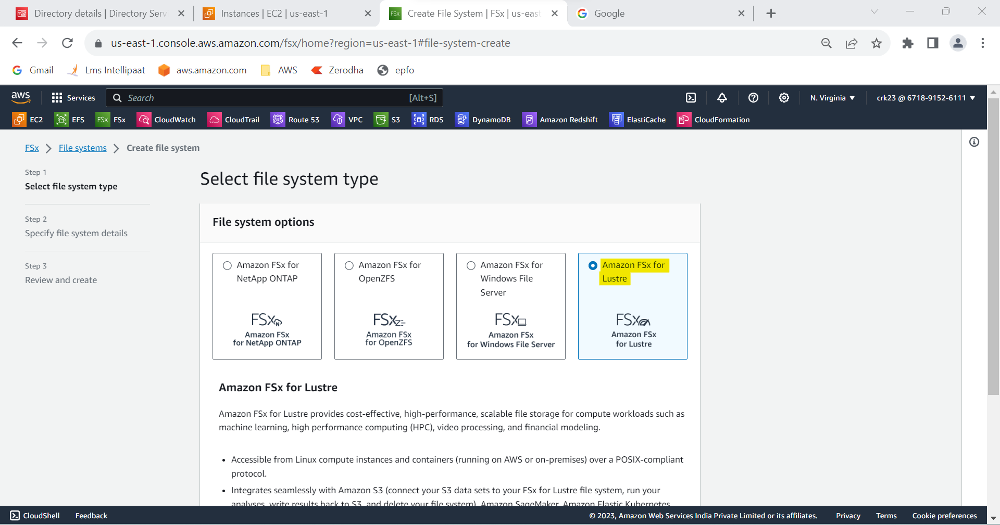 Directory details | Directory Servi
Instances | EC2 | us-east-1
FSx
Create File System | FSx | us-east
Google
us-east-1.console.aws.amazon.com/fsx/home?region=us-east-1#file-system-create
Gmail
Lms Intellipaat
aws.amazon.com
AWS
Zerodha
epfo
aws
Services
Search
[Alt+S]
N. Virginia
crk23 @ 6718-9152-6111
EC2
EFS
FSx
FSx
CloudWatch
CloudTrail
Route 53
VPC
S3
RDS
DynamoDB
Amazon Redshift
ElastiCache
CloudFormation
FSx
File systems
Create file system
Step 1
Select file system type
Step 2
Specify file system details
Step 3
Review and create
Select file system type
File system options
Amazon FSx for
NetApp ONTAP
FSx
Amazon FSx
for NetApp ONTAP
Amazon FSx for
OpenZFS
FSx
Amazon FSx
for OpenZFS
Amazon FSx for
Windows File
Server
FSx
Amazon FSx
for Windows File Server
Amazon FSx for
Lustre
FSx
Amazon FSx
for Lustre
Amazon FSx for Lustre
Amazon FSx for Lustre provides cost-effective, high-performance, scalable file storage for compute workloads such as
machine learning, high performance computing (HPC), video processing, and financial modeling.
• Accessible from Linux compute instances and containers (running on AWS or on-premises) over a POSIX-compliant
protocol.
• Integrates seamlessly with Amazon S3 (connect your S3 data sets to your FSx for Lustre file system, run your
analyses, write results back to S3, and delete your file system), Amazon SageMaker, Amazon Elastic Kubernetes
CloudShell
Feedback
© 2023, Amazon Web Services India Private Limited or its affiliates.
Privacy
Terms
Cookie preferences